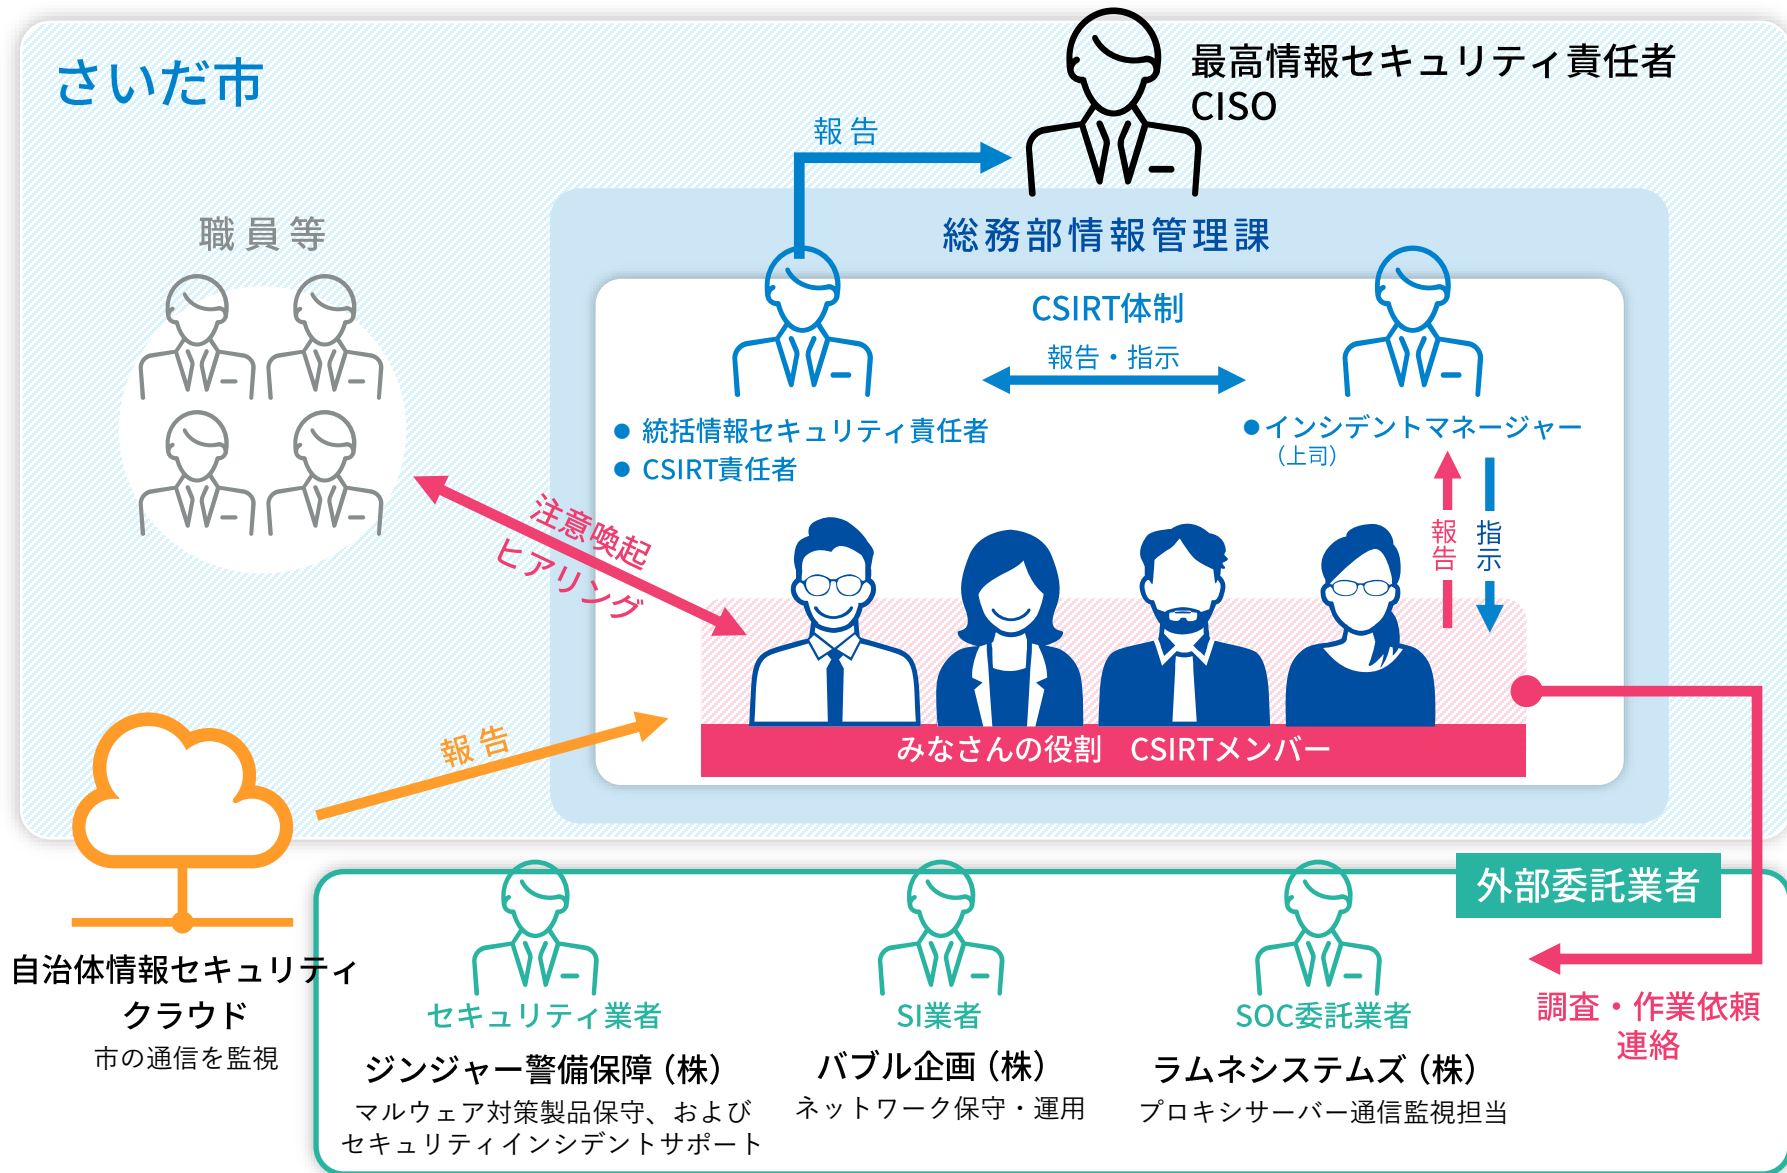 さいだ市
最高情報セキュリティ責任者
CISO
報告
職員等
総務部情報管理課
CSIRT体制
報告・指示
● 統括情報セキュリティ責任者
● CSIRT責任者
●インシデントマネージャー
（上司）
注意喚起
ヒアリング
報告
指示
報告
みなさんの役割　CSIRTメンバー
外部委託業者
自治体情報セキュリティ
クラウド
市の通信を監視
セキュリティ業者
ジンジャー警備保障（株）
マルウェア対策製品保守、および
セキュリティインシデントサポート
SI業者
バブル企画（株）
ネットワーク保守・運用
SOC委託業者
ラムネシステムズ（株）
プロキシサーバー通信監視担当
調査・作業依頼
連絡